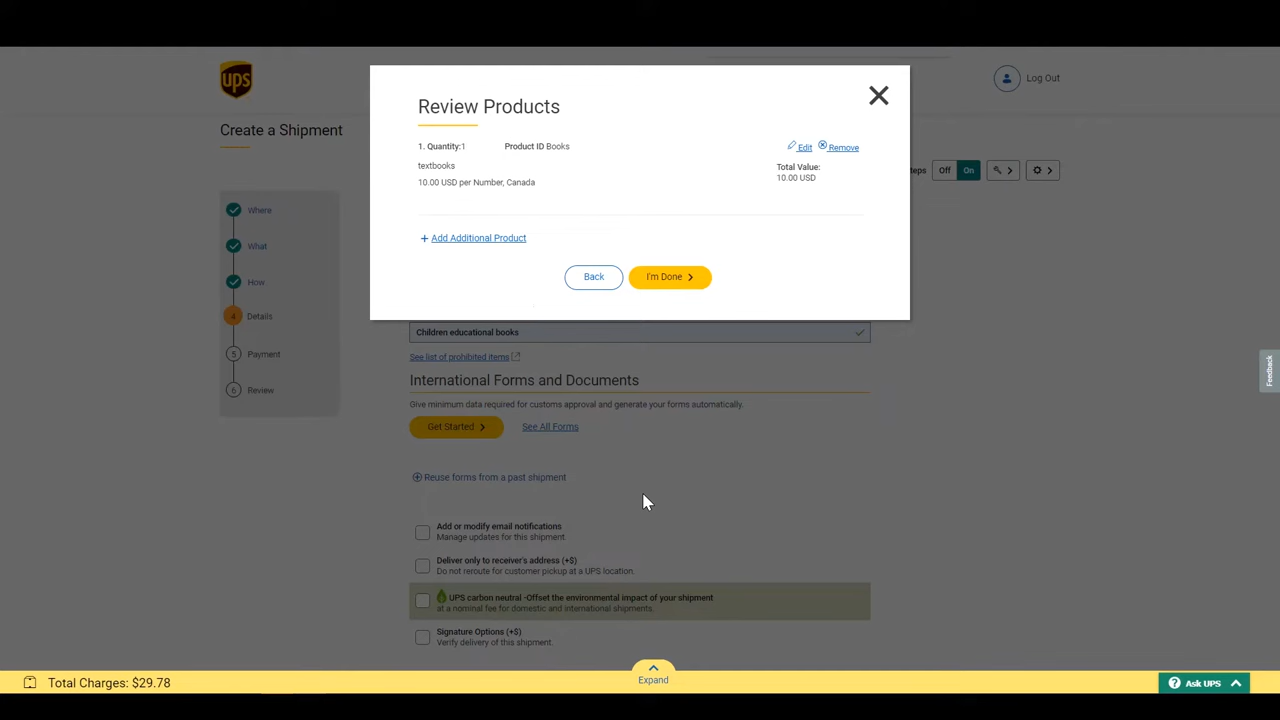 ups
Log Out
Create a Shipment
Review Products
1. Quantity:1 Product ID Books
Edit Remove
textbooks
Total Value:
10.00 USD per Number, Canada
10.00 USD
Add Additional Product
Back I'm Done
Off On
Where
What
How
4 Details
5 Payment
6 Review
Children educational books
See list of prohibited items
International Forms and Documents
Give minimum data required for customs approval and generate your forms automatically.
Get Started See All Forms
Reuse forms from a past shipment
Add or modify email notifications
Manage updates for this shipment.
Deliver only to receiver's address (+$)
Do not reroute for customer pickup at a UPS location.
UPS carbon neutral -Offset the environmental impact of your shipment
at a nominal fee for domestic and international shipments.
Signature Options (+$)
Verify delivery of this shipment.
Feedback
Total Charges: $29.78
Expand
Ask UPS